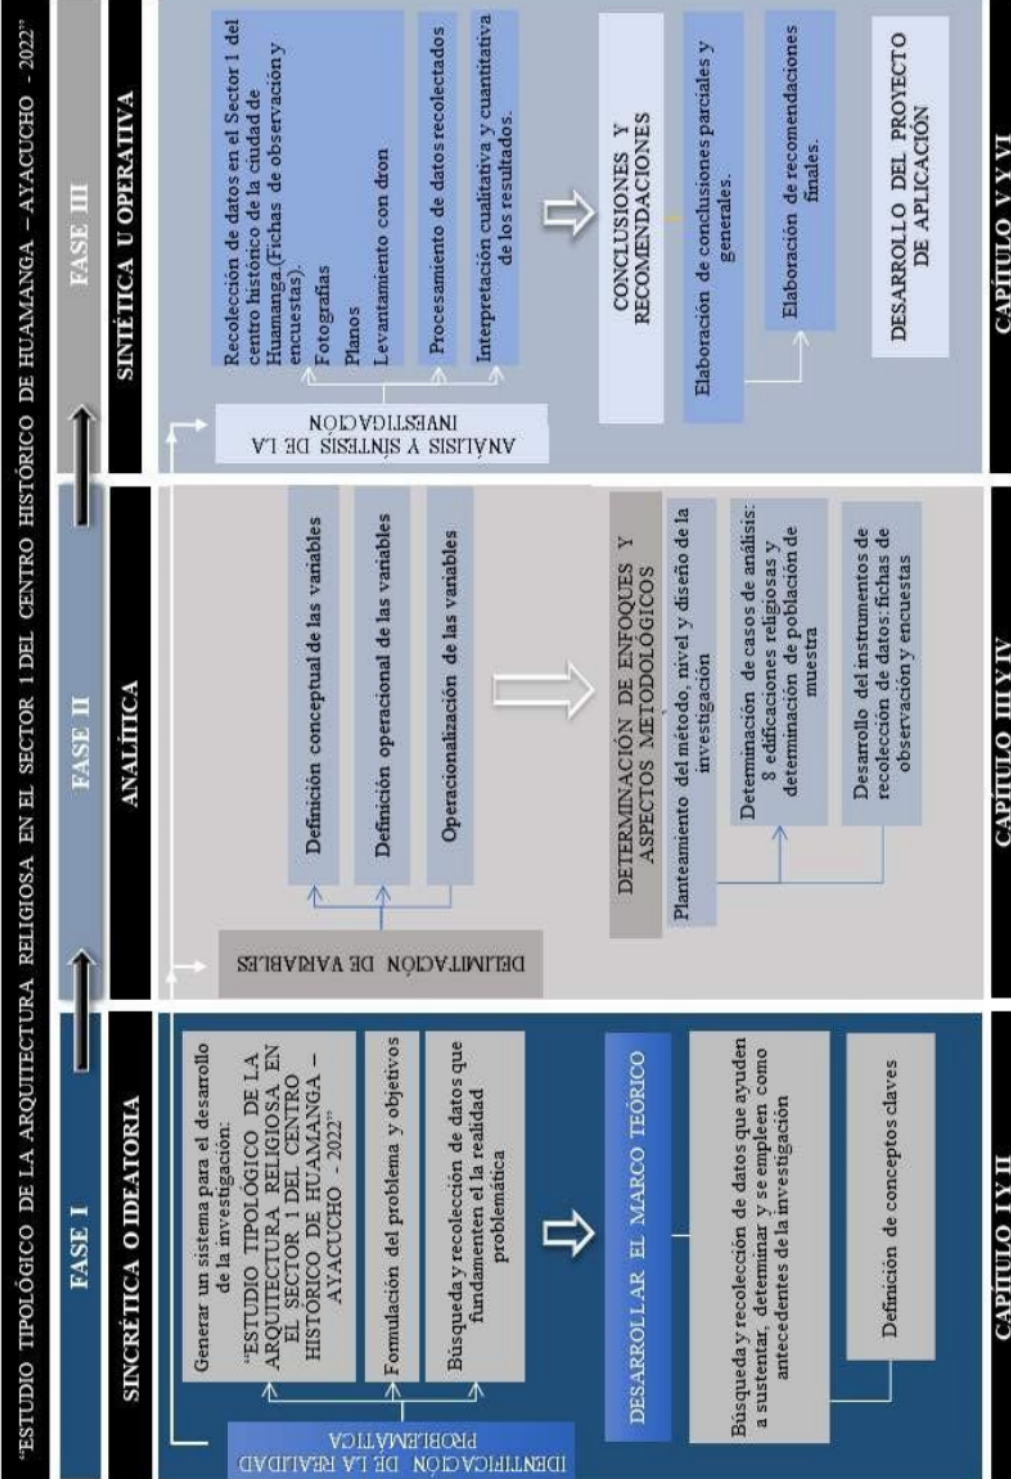 “ESTUDIO TIPOLÓGICO DE LA ARQUITECTURA RELIGIOSA EN EL SECTOR 1 DEL CENTRO HISTÓRICO DE HUAMANGA – AYACUCHO - 2022”
FASE I
SINCRÉTICA O IDEATORIA
IDENTIFICACIÓN DE LA REALIDAD
PROBLEMÁTICA
Generar un sistema para el desarrollo
de la investigación:
“ESTUDIO TIPOLÓGICO DE LA
ARQUITECTURA RELIGIOSA EN
EL SECTOR 1 DEL CENTRO
HISTÓRICO DE HUAMANGA –
AYACUCHO - 2022”
Formulación del problema y objetivos
Búsqueda y recolección de datos que
fundamenten el la realidad
problemática
DESARROLLAR EL MARCO TEÓRICO
Búsqueda y recolección de datos que ayuden
a sustentar, determinar y se empleen como
antecedentes de la investigación
Definición de conceptos claves
CAPÍTULO I Y II
FASE II
ANALÍTICA
DELIMITACIÓN DE VARIABLES
Definición conceptual de las variables
Definición operacional de las variables
Operacionalización de las variables
DETERMINACIÓN DE ENFOQUES Y
ASPECTOS METODOLÓGICOS
Planteamiento del método, nivel y diseño de la
investigación
Determinación de casos de análisis:
8 edificaciones religiosas y
determinación de población de
muestra
Desarrollo del instrumentos de
recolección de datos: fichas de
observación y encuestas
CAPÍTULO III Y IV
FASE III
SINTÉTICA U OPERATIVA
ANÁLISIS Y SÍNTESIS DE LA
INVESTIGACIÓN
Recolección de datos en el Sector 1 del
centro histórico de la ciudad de
Huamanga.(Fichas de observación y
encuestas).
Fotografías
Planos
Levantamiento con dron
Procesamiento de datos recolectados
Interpretación cualitativa y cuantitativa
de los resultados.
CONCLUSIONES Y
RECOMENDACIONES
Elaboración de conclusiones parciales y
generales.
Elaboración de recomendaciones
finales.
DESARROLLO DEL PROYECTO
DE APLICACIÓN
CAPÍTULO V Y VI